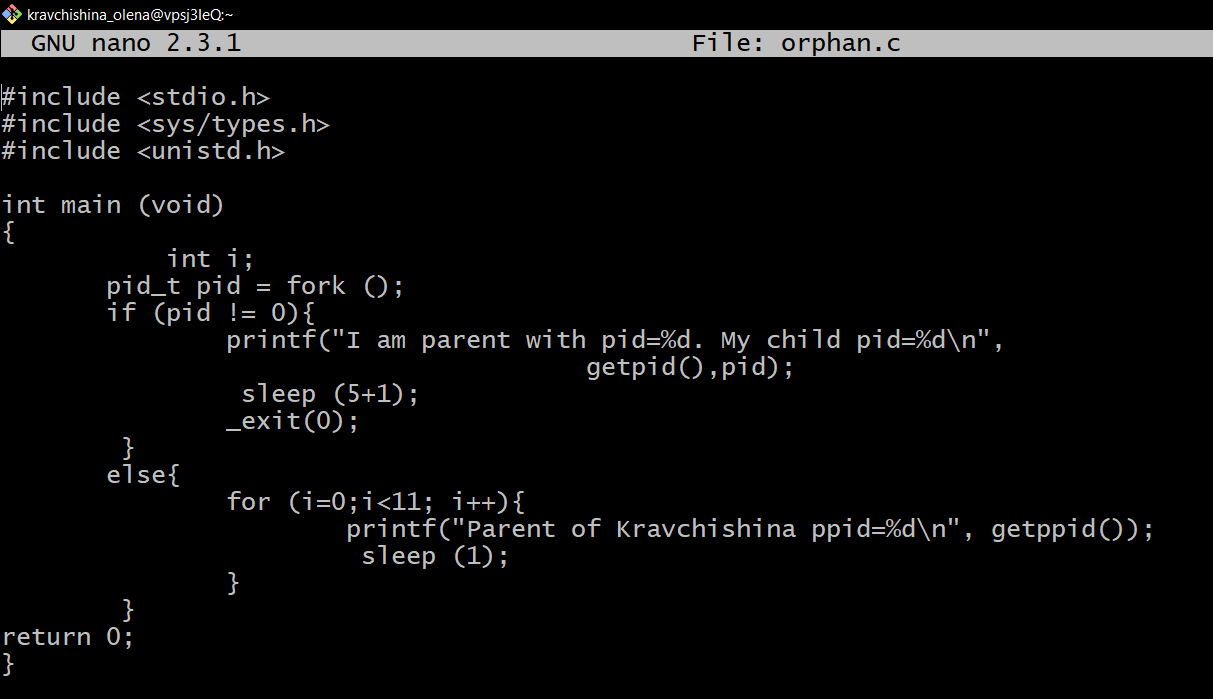 kravchishina_olena@vpsj3leQ:~
GNU nano 2.3.1 File: orphan.c
#include <stdio.h>
#include <sys/types.h>
#include <unistd.h>
int main (void)
{
int i;
pid_t pid = fork ();
if (pid != 0){
printf("I am parent with pid=%d. My child pid=%d\n",
getpid(),pid);
sleep (5+1);
_exit(0);
}
else{
for (i=0;i<11; i++){
printf("Parent of Kravchishina ppid=%d\n", getppid());
sleep (1);
}
}
return 0;
}